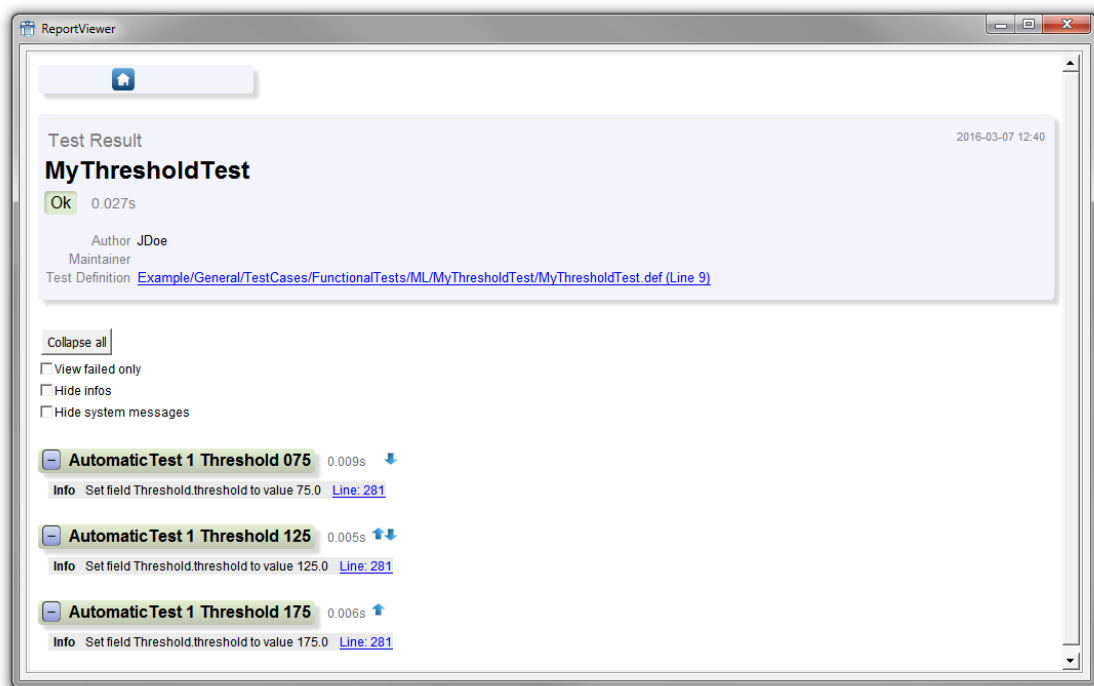 ReportViewer
Test Result
2016-03-07 12:40
MyThresholdTest
Ok 0.027s
Author JDoe
Maintainer
Test Definition Example/General/TestCases/FunctionalTests/ML/MyThresholdTest/MyThresholdTest.def (Line 9)
Collapse all
View failed only
Hide infos
Hide system messages
AutomaticTest 1 Threshold 075 0.009s
Info Set field Threshold.threshold to value 75.0 Line: 281
AutomaticTest 1 Threshold 125 0.005s
Info Set field Threshold.threshold to value 125.0 Line: 281
AutomaticTest 1 Threshold 175 0.006s
Info Set field Threshold.threshold to value 175.0 Line: 281